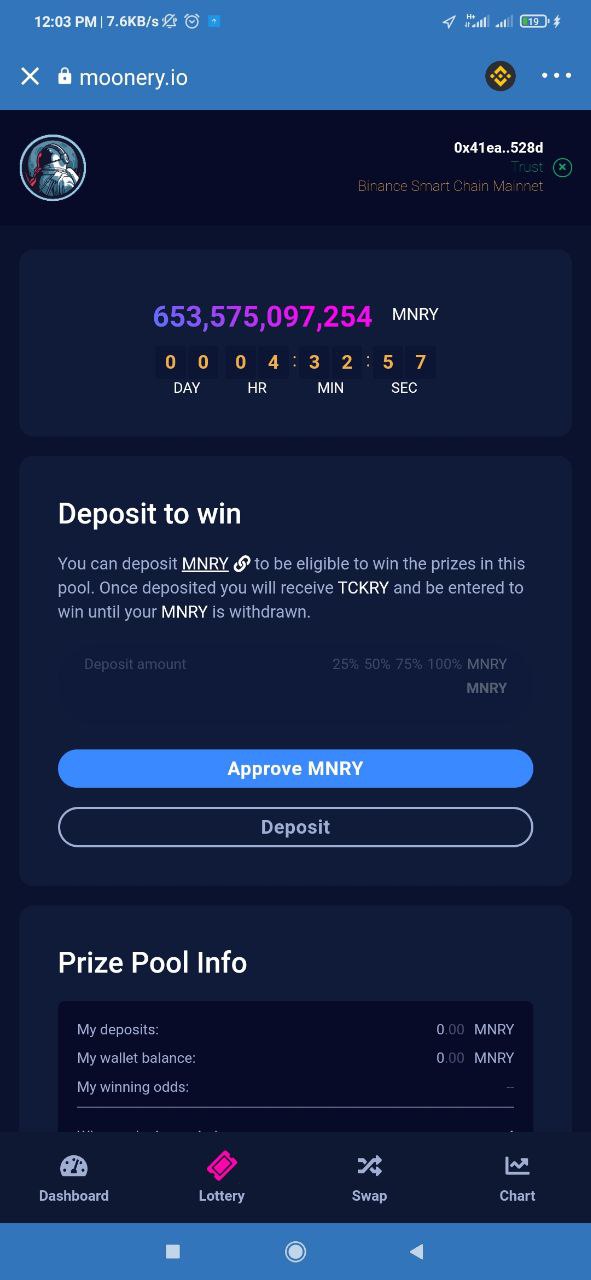 12:03 PM | 7.6KB/s
H+
19
moonery.io
0x41ea..528d
Trust
Binance Smart Chain Mainnet
653,575,097,254 MNRY
0 0 0 4 : 3 2 : 5 7
DAY HR MIN SEC
Deposit to win
You can deposit MNRY to be eligible to win the prizes in this
pool. Once deposited you will receive TCKRY and be entered to
win until your MNRY is withdrawn.
Deposit amount 25% 50% 75% 100% MNRY
MNRY
Approve MNRY
Deposit
Prize Pool Info
My deposits: 0.00 MNRY
My wallet balance: 0.00 MNRY
My winning odds: --
Dashboard Lottery Swap Chart